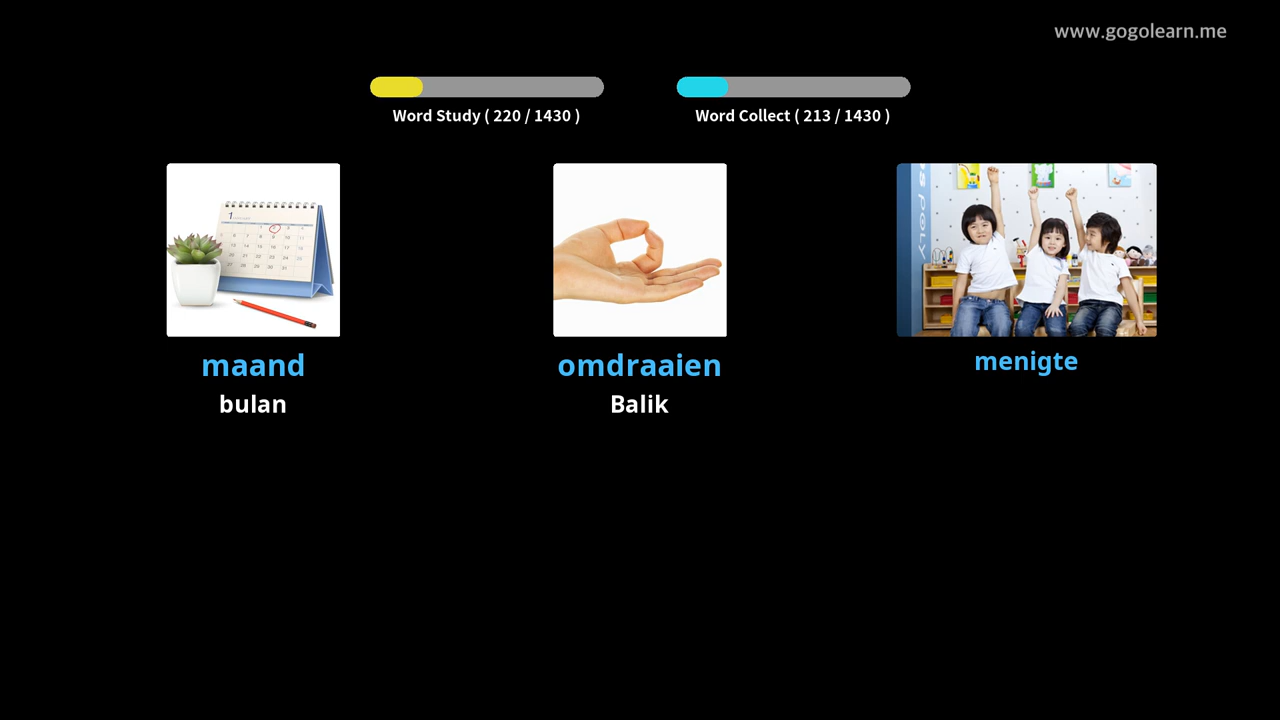 www.gogolearn.me
Word Study ( 220 / 1430 )
Word Collect ( 213 / 1430 )
maand
omdraaien
menigte
bulan
Balik